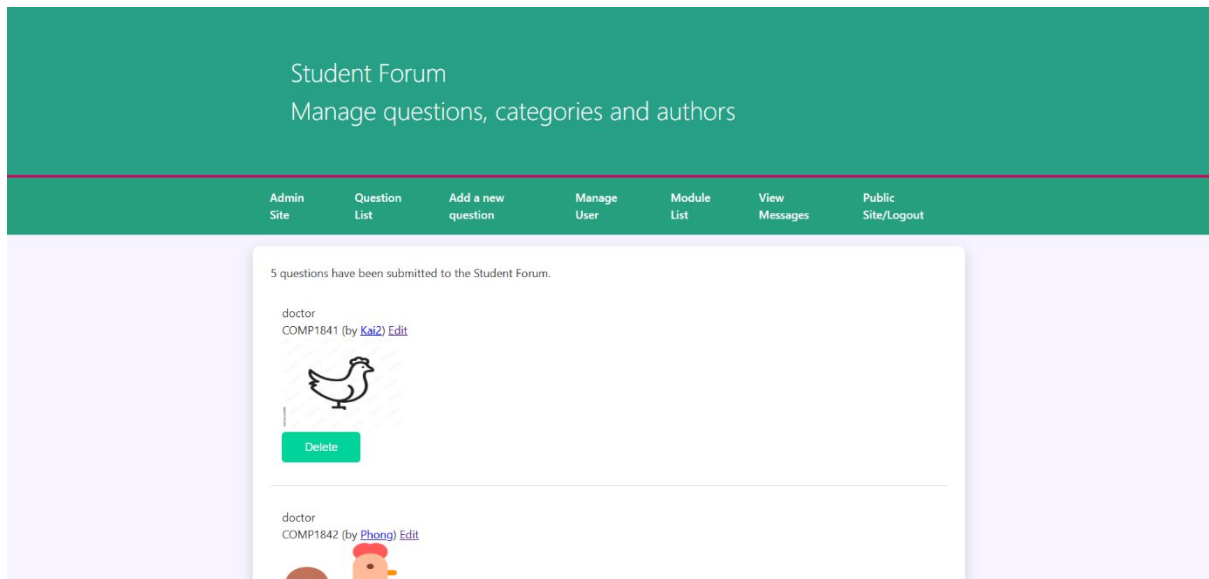 Student Forum
Manage questions, categories and authors
Admin Site
Question List
Add a new question
Manage User
Module List
View Messages
Public Site/Logout
5 questions have been submitted to the Student Forum.
doctor
COMP1841 (by Kai2) Edit
Delete
doctor
COMP1842 (by Phong) Edit